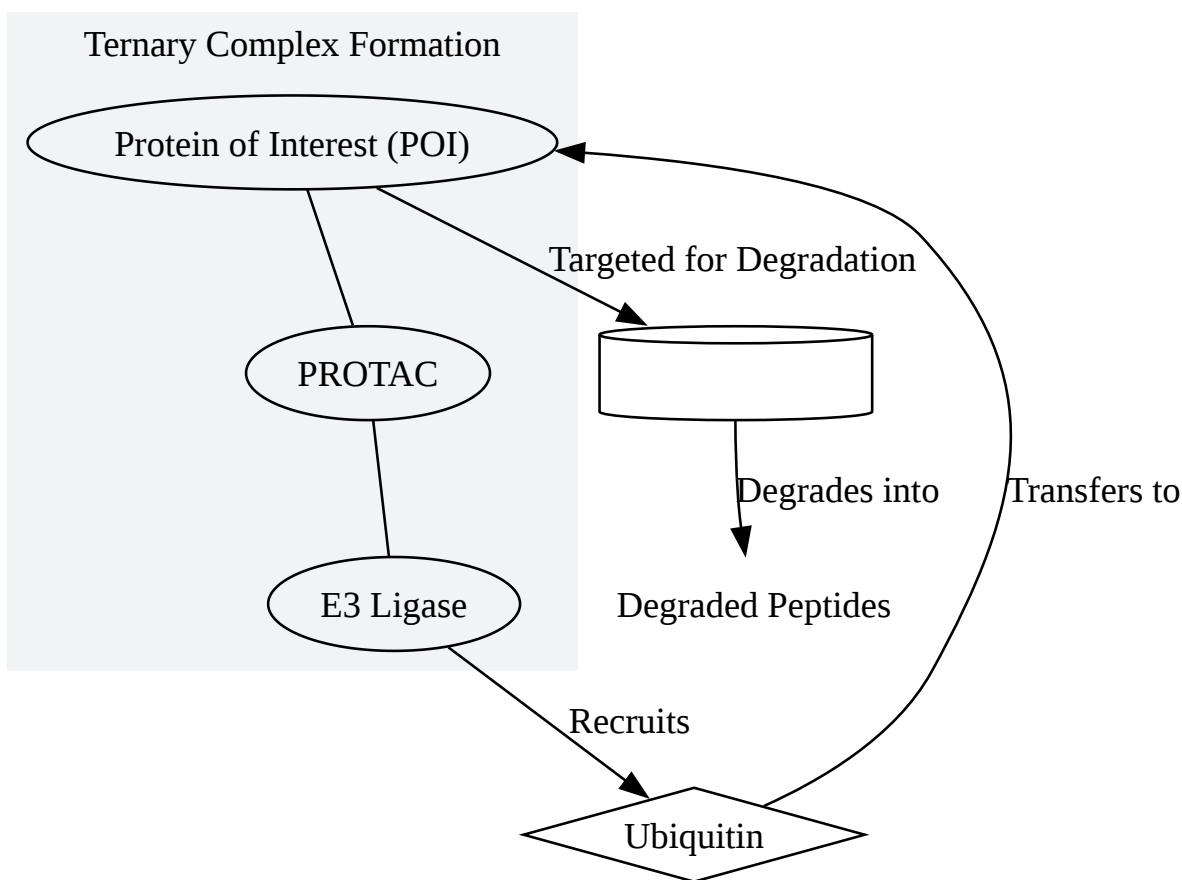 Ternary Complex Formation
Protein of Interest (POI)
Targeted for Degradation
PROTAC
Degrades into
Transfers to
E3 Ligase
Degraded Peptides
Recruits
Ubiquitin